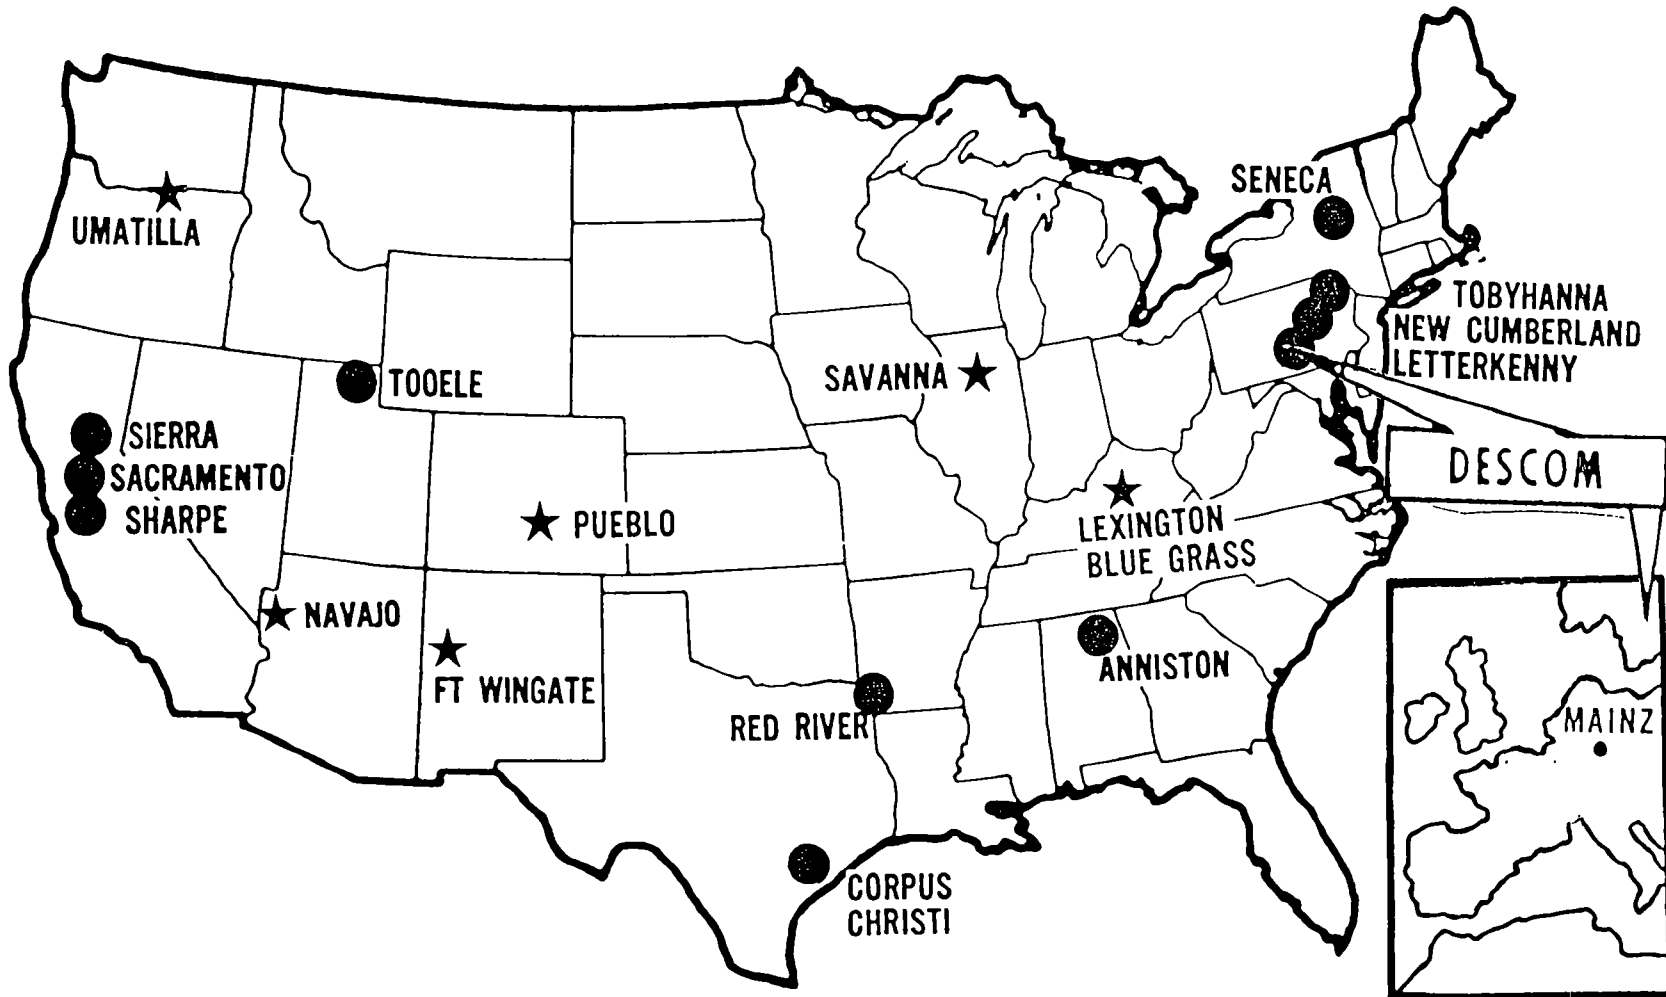 SENECA
UMATILLA
TOBYHANNA
NEW CUMBERLAND
LETTERKENNY
TOOELE
SAVANNA
SIERRA
SACRAMENTO
SHARPE
DESCOM
PUEBLO
LEXINGTON
BLUE GRASS
NAVAJO
ANNISTON
FT WINGATE
RED RIVER
MAINZ
CORPUS
CHRISTI